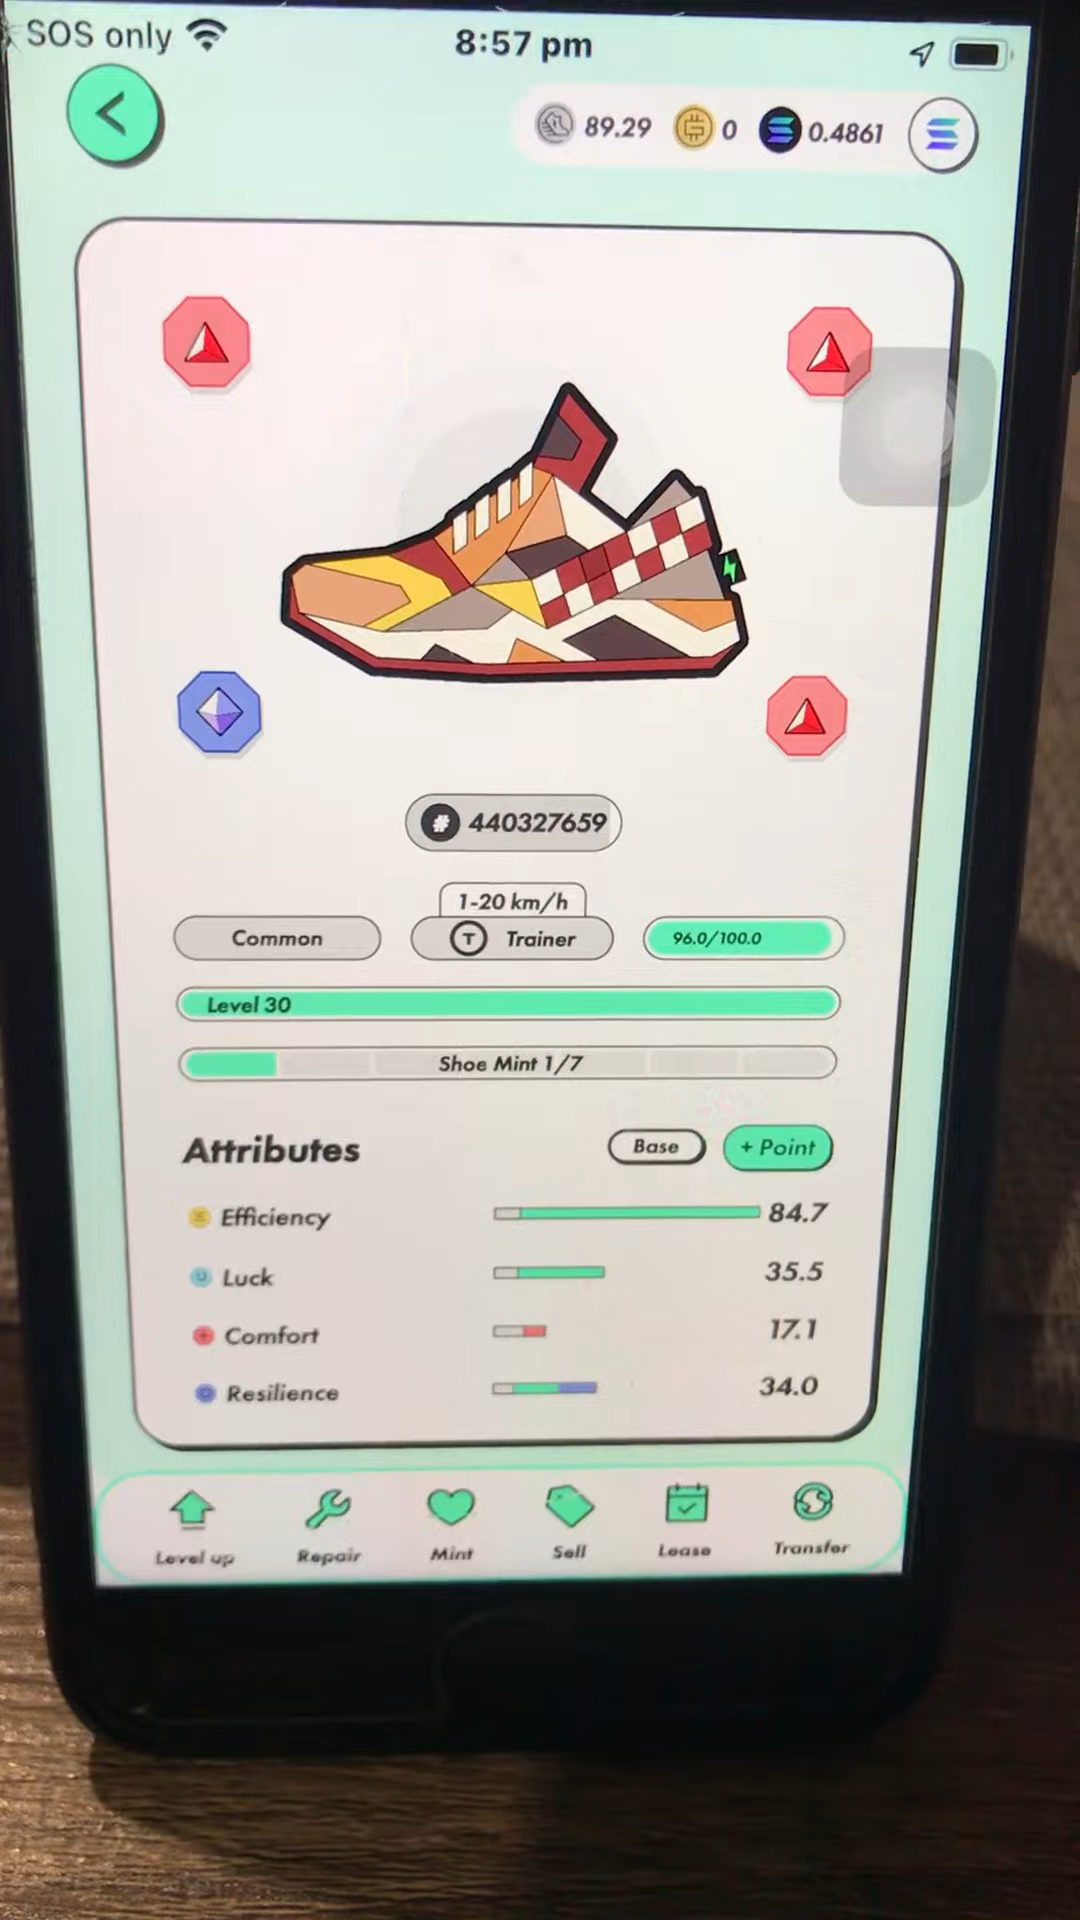 SOS only
8:57 pm
89.29 0 0.4861
# 440327659
1-20 km/h
Common T Trainer 96.0/100.0
Level 30
Shoe Mint 1/7
Attributes Base + Point
Efficiency 84.7
Luck 35.5
Comfort 17.1
Resilience 34.0
Level up Repair Mint Sell Lease Transfer